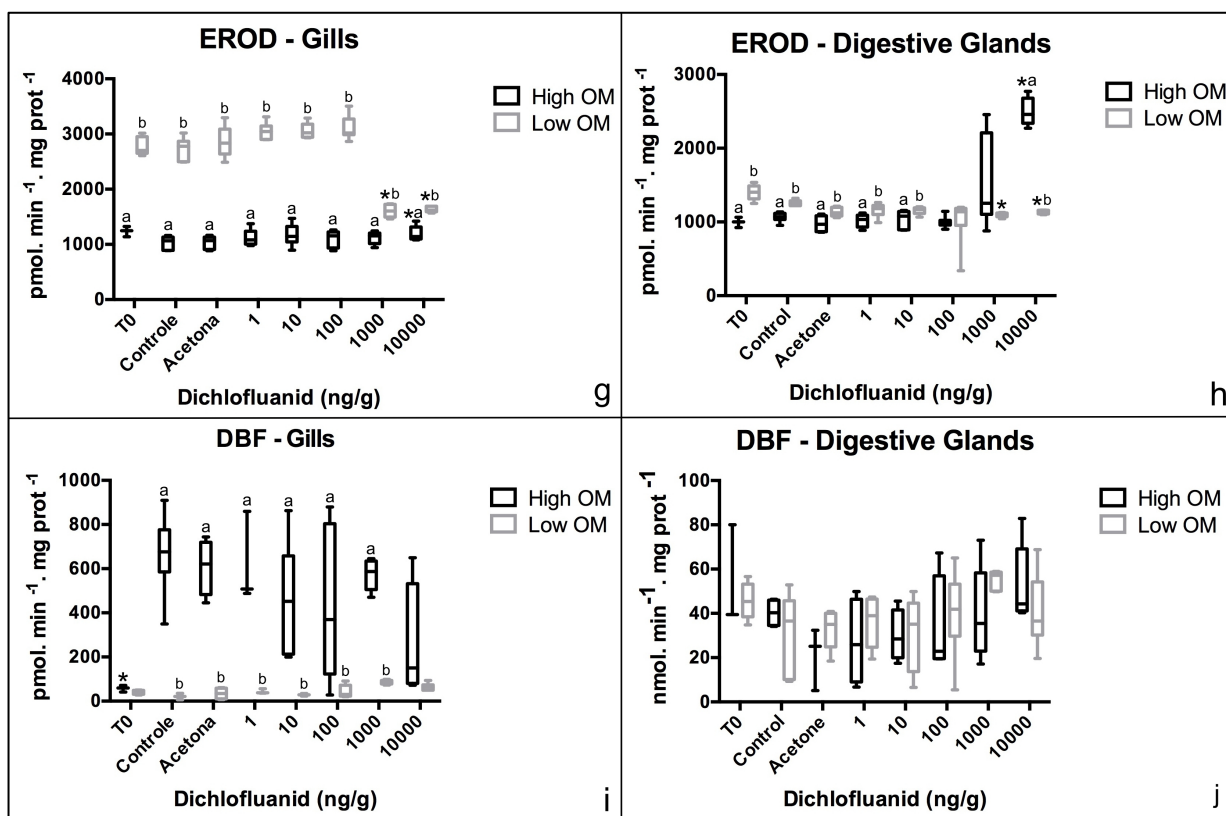 EROD - Gills
pmol. min -1. mg prot -1
4000
3000
2000
1000
0
b b b b b b *b *b
a a a a a a a *a
T0 Controle Acetona 1 10 100 1000 10000
Dichlofluanid (ng/g)
High OM
Low OM
g
EROD - Digestive Glands
pmol. min -1. mg prot -1
3000
2000
1000
0
*a
a b a b a b a b a b * *b
T0 Control Acetone 1 10 100 1000 10000
Dichlofluanid (ng/g)
High OM
Low OM
h
DBF - Gills
pmol. min -1. mg prot -1
1000
800
600
400
200
0
a a a a a a
* b b b b b b
T0 Controle Acetona 1 10 100 1000 10000
Dichlofluanid (ng/g)
High OM
Low OM
i
DBF - Digestive Glands
nmol. min-1. mg prot -1
100
80
60
40
20
0
T0 Control Acetone 1 10 100 1000 10000
Dichlofluanid (ng/g)
High OM
Low OM
j